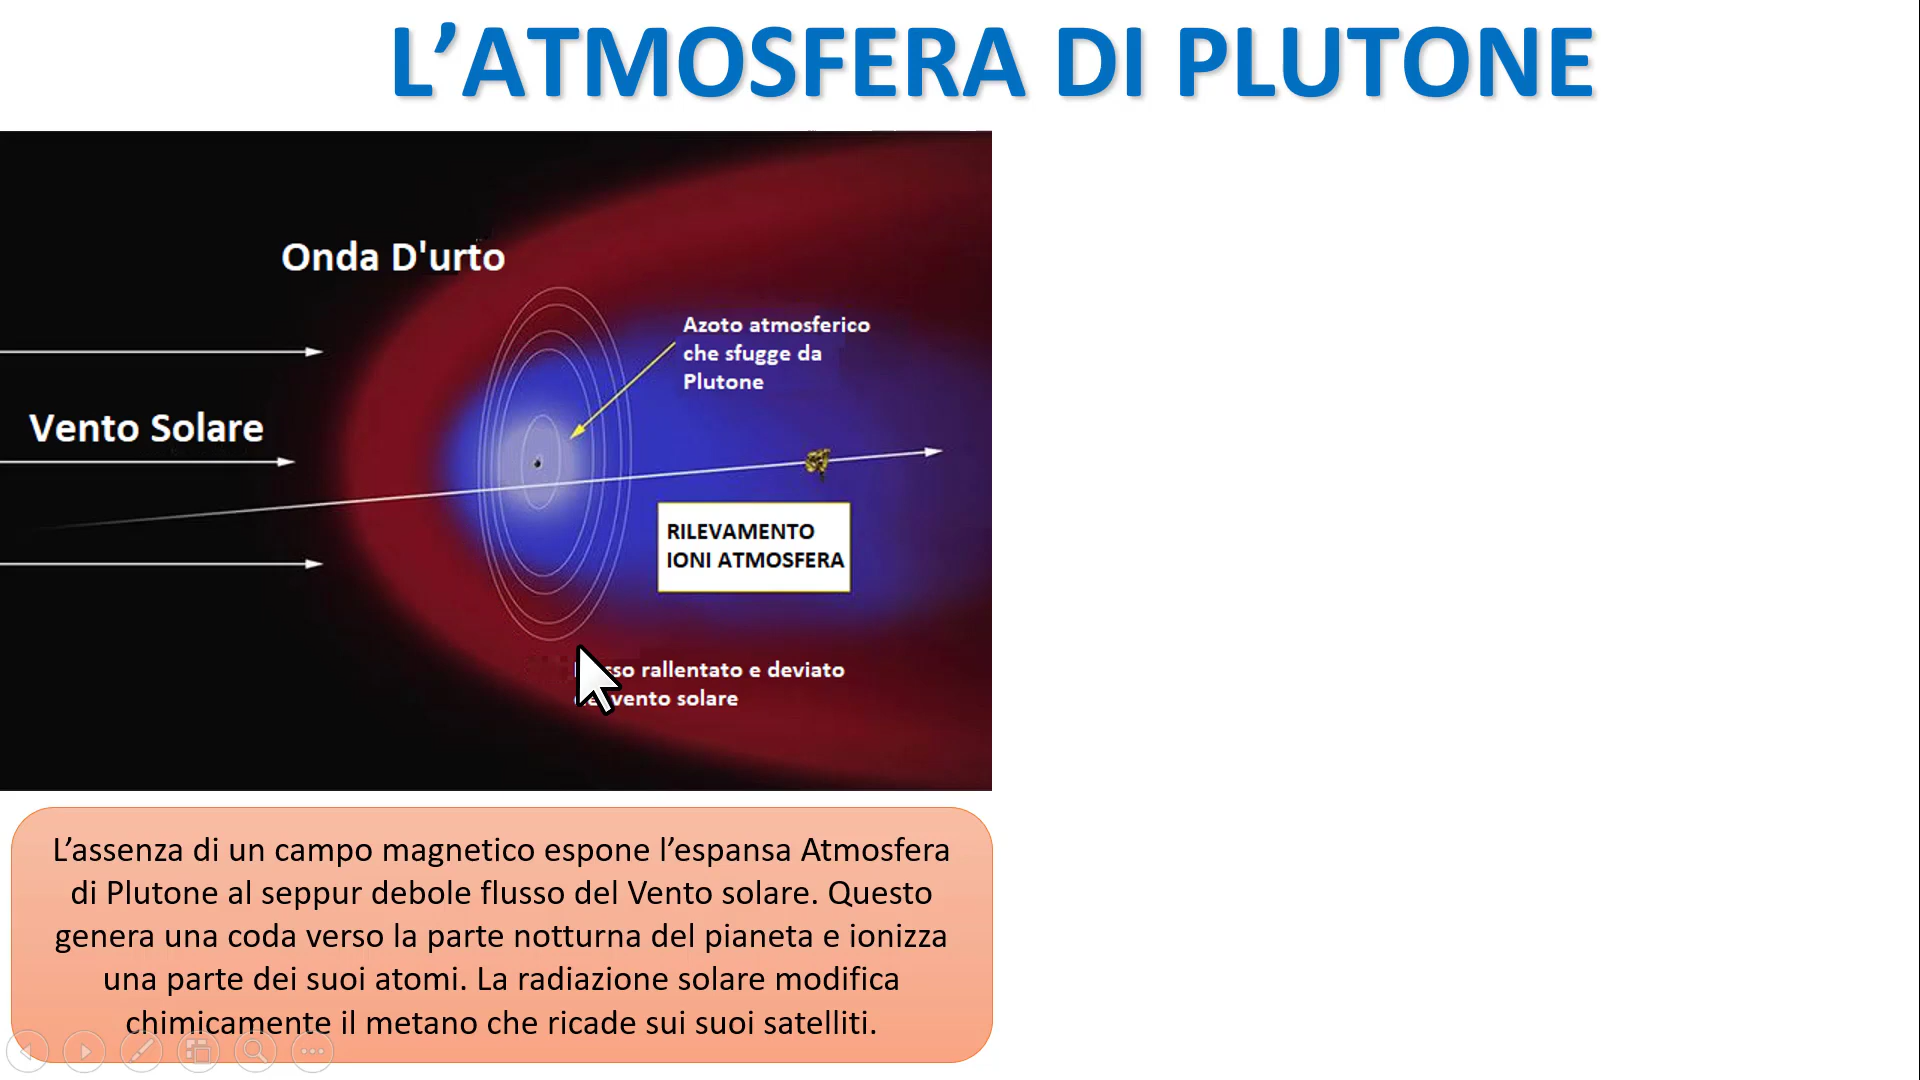 L’ATMOSFERA DI PLUTONE
Onda D'urto
Azoto atmosferico
che sfugge da
Plutone
Vento Solare
RILEVAMENTO
IONI ATMOSFERA
rallentato e deviato
vento solare
L’assenza di un campo magnetico espone l’espansa Atmosfera
di Plutone al seppur debole flusso del Vento solare. Questo
genera una coda verso la parte notturna del pianeta e ionizza
una parte dei suoi atomi. La radiazione solare modifica
chimicamente il metano che ricade sui suoi satelliti.